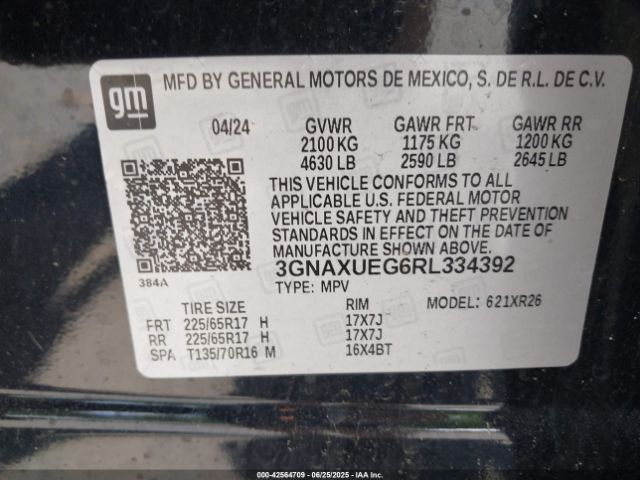 gm
MFD BY GENERAL MOTORS DE MEXICO, S. DE R.L. DE C.V.
04/24 GVWR GAWR FRT GAWR RR
2100 KG 1175 KG 1200 KG
4630 LB 2590 LB 2645 LB
THIS VEHICLE CONFORMS TO ALL
APPLICABLE U.S. FEDERAL MOTOR
VEHICLE SAFETY AND THEFT PREVENTION
STANDARDS IN EFFECT ON THE DATE OF
MANUFACTURE SHOWN ABOVE.
3GNAXUEG6RL334392
384A
TYPE: MPV
TIRE SIZE RIM MODEL: 621XR26
FRT 225/65R17 H 17X7J
RR 225/65R17 H 17X7J
SPA T135/70R16 M 16X4BT
000-42564709 - 06/25/2025 - IAAI.COM